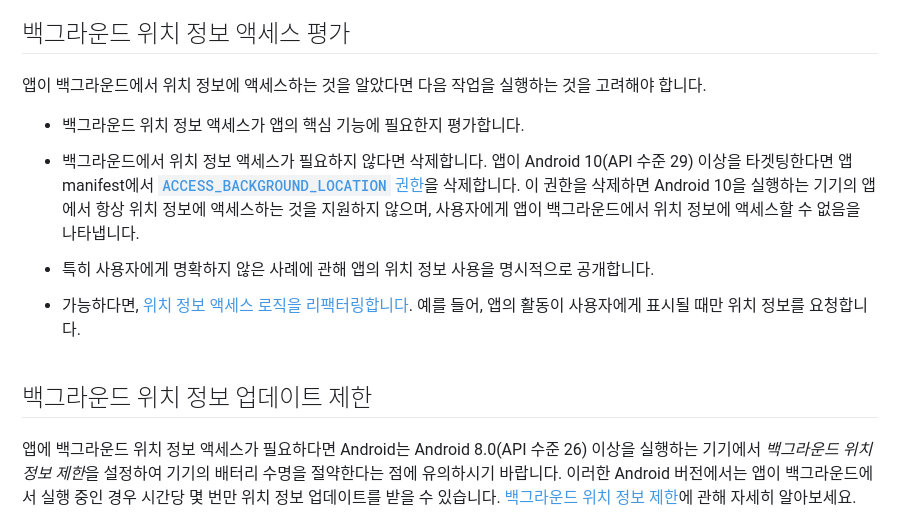 백그라운드 위치 정보 액세스 평가
앱이 백그라운드에서 위치 정보에 액세스하는 것을 알았다면 다음 작업을 실행하는 것을 고려해야 합니다.
• 백그라운드 위치 정보 액세스가 앱의 핵심 기능에 필요한지 평가합니다.
• 백그라운드에서 위치 정보 액세스가 필요하지 않다면 삭제합니다. 앱이 Android 10(API 수준 29) 이상을 타겟팅한다면 앱
manifest에서 ACCESS_BACKGROUND_LOCATION 권한을 삭제합니다. 이 권한을 삭제하면 Android 10을 실행하는 기기의 앱
에서 항상 위치 정보에 액세스하는 것을 지원하지 않으며, 사용자에게 앱이 백그라운드에서 위치 정보에 액세스할 수 없음을
나타냅니다.
• 특히 사용자에게 명확하지 않은 사례에 관해 앱의 위치 정보 사용을 명시적으로 공개합니다.
• 가능하다면, 위치 정보 액세스 로직을 리팩터링합니다. 예를 들어, 앱의 활동이 사용자에게 표시될 때만 위치 정보를 요청합니
다.
백그라운드 위치 정보 업데이트 제한
앱에 백그라운드 위치 정보 액세스가 필요하다면 Android는 Android 8.0(API 수준 26) 이상을 실행하는 기기에서 백그라운드 위치
정보 제한을 설정하여 기기의 배터리 수명을 절약한다는 점에 유의하시기 바랍니다. 이러한 Android 버전에서는 앱이 백그라운드에
서 실행 중인 경우 시간당 몇 번만 위치 정보 업데이트를 받을 수 있습니다. 백그라운드 위치 정보 제한에 관해 자세히 알아보세요.